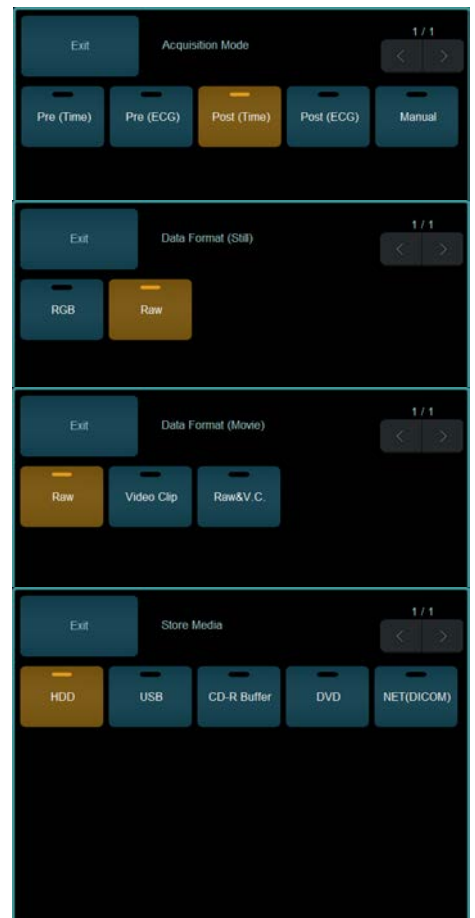 1 / 1
Exit Acquisition Mode
< >
Pre (Time) Pre (ECG) Post (Time) Post (ECG) Manual
1 / 1
Exit Data Format (Still)
< >
RGB Raw
1 / 1
Exit Data Format (Movie)
< >
Raw Video Clip Raw&V.C.
1 / 1
Exit Store Media
< >
HDD USB CD-R Buffer DVD NET(DICOM)